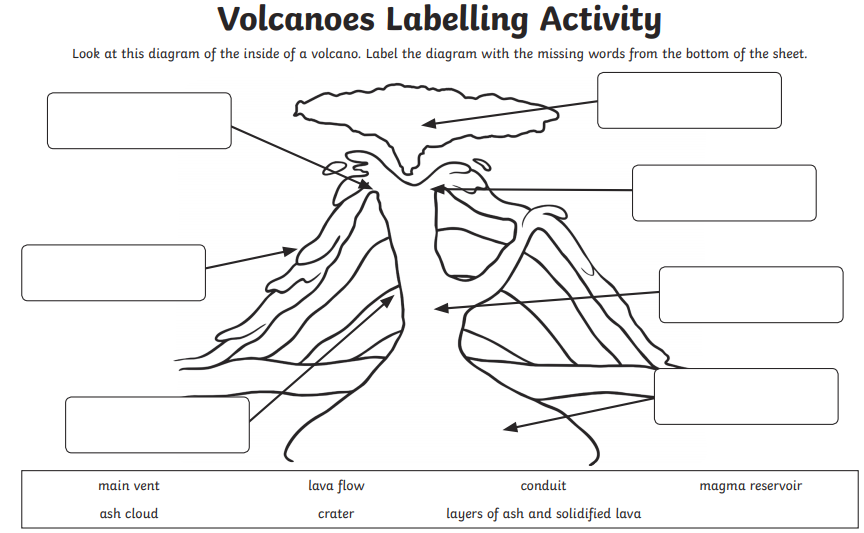 Volcanoes Labelling Activity
Look at this diagram of the inside of a volcano. Label the diagram with the missing words from the bottom of the sheet.
main vent lava flow conduit magma reservoir
ash cloud crater layers of ash and solidified lava